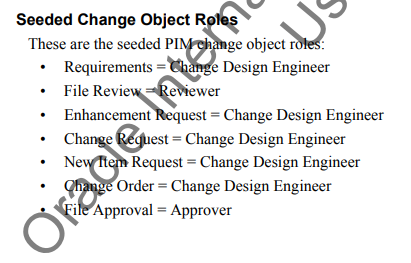 Seeded Change Object Roles
These are the seeded PIM change object roles:
• Requirements = Change Design Engineer
• File Review = Reviewer
• Enhancement Request = Change Design Engineer
• Change Request = Change Design Engineer
• New Item Request = Change Design Engineer
• Change Order = Change Design Engineer
• File Approval = Approver
Oracle Interna
Us